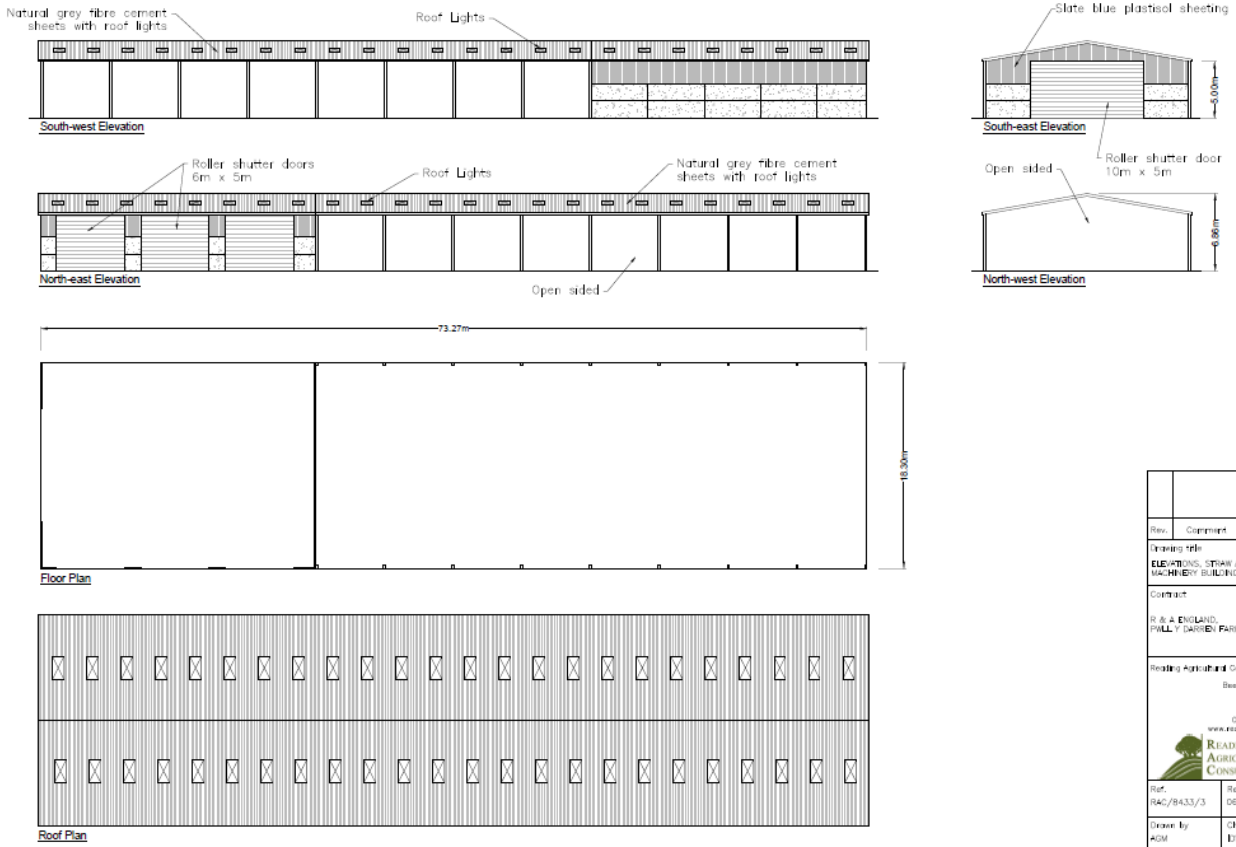 Natural grey fibre cement
sheets with roof lights
Roof Lights
South-west Elevation
Slate blue plastisol sheeting
5.00m
South-east Elevation
Roller shutter door
10m x 5m
Roller shutter doors
6m x 5m
Roof Lights
Natural grey fibre cement
sheets with roof lights
North-east Elevation
Open sided
Open sided
6.86m
North-west Elevation
73.27m
18.30m
Floor Plan
Roof Plan
Rev. Comment
Drawing title
ELEVATIONS, STRAW
MACHINERY BUILDING
Contract
R & A ENGLAND,
PWLL Y DARREN
Reading Agricultural
Ref.
RAC/8433/3
Drawn by
AGM